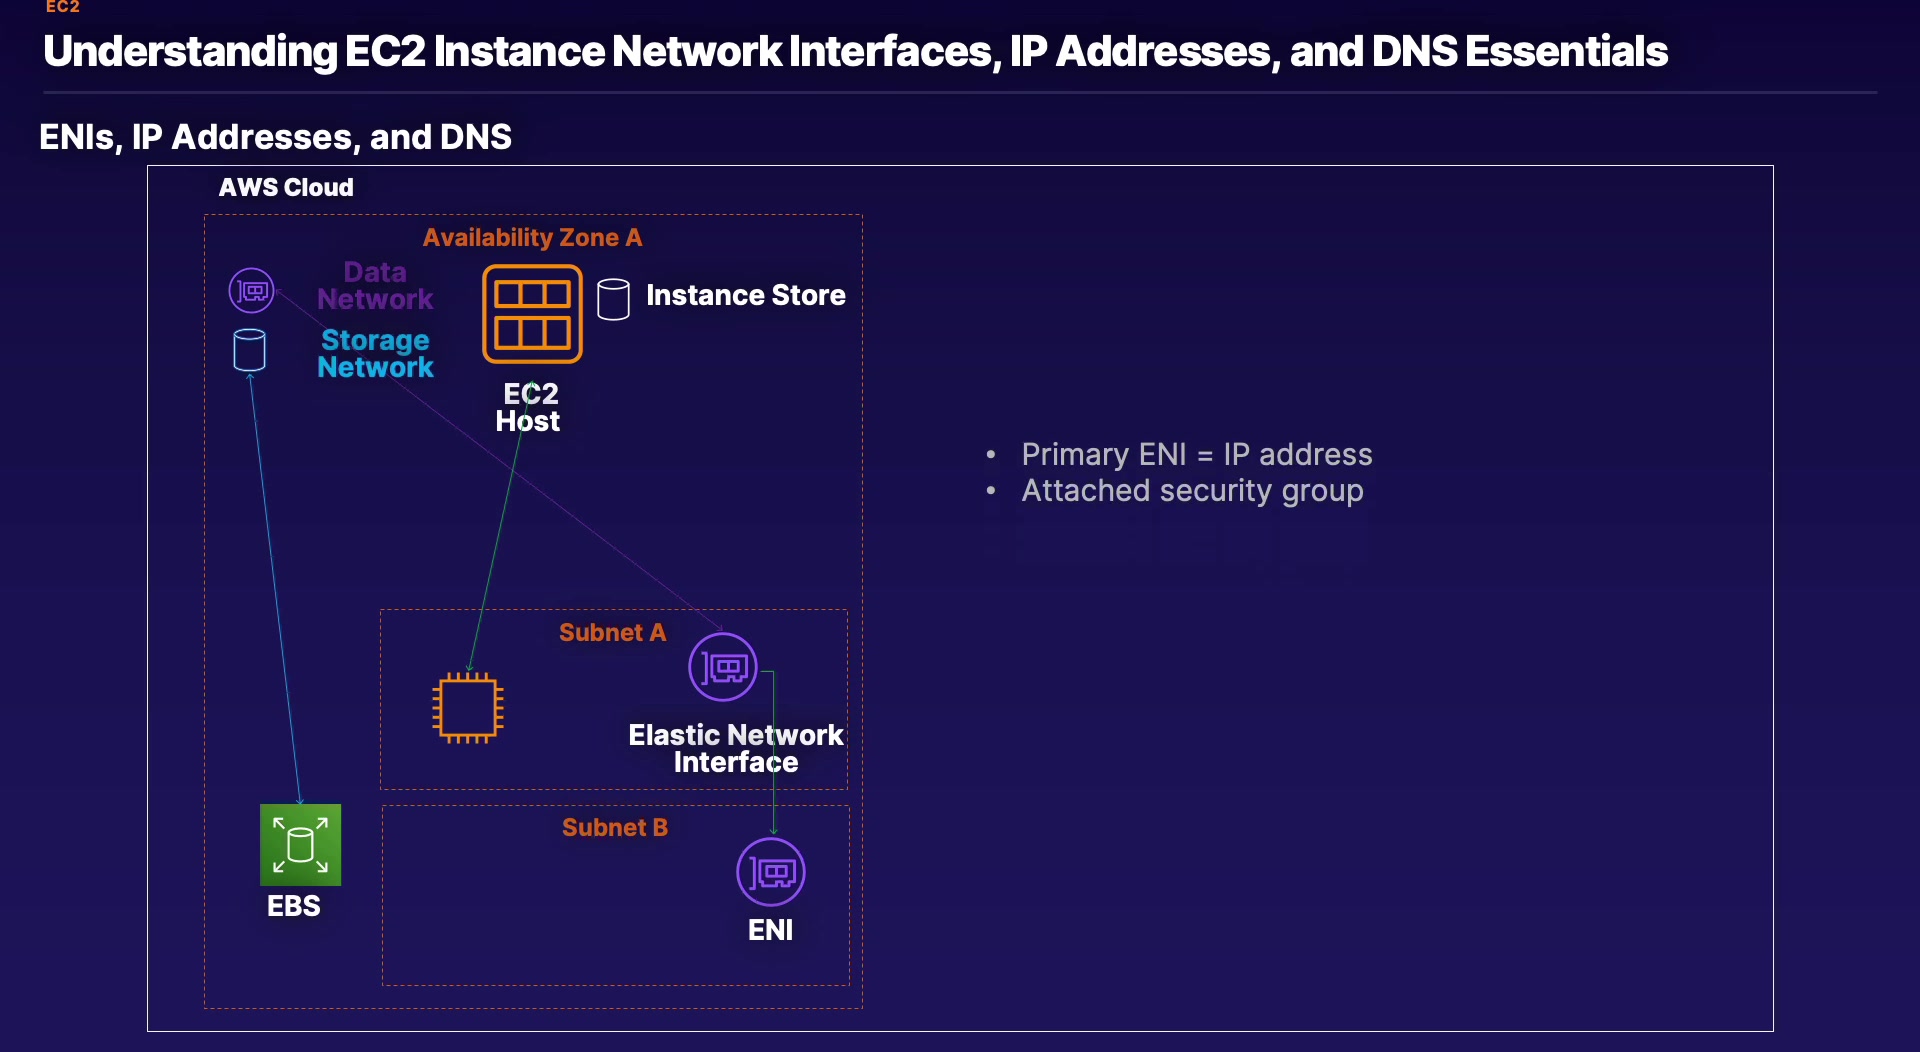 EC2
Understanding EC2 Instance Network Interfaces, IP Addresses, and DNS Essentials
ENIs, IP Addresses, and DNS
AWS Cloud
Availability Zone A
Data
Network
Storage
Network
Instance Store
EC2
Host
• Primary ENI = IP address
• Attached security group
Subnet A
Elastic Network
Interface
Subnet B
EBS
ENI